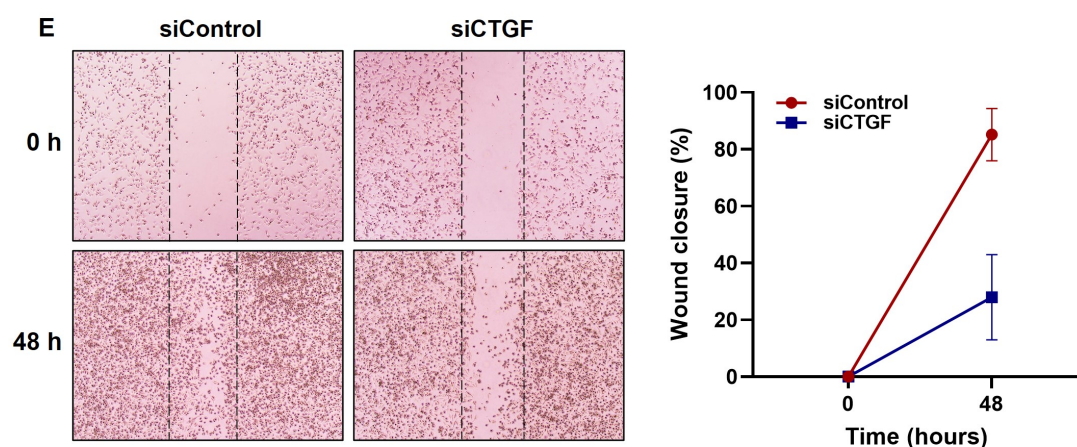 E
siControl
siCTGF
0 h
48 h
siControl
siCTGF
Wound closure (%)
100
80
60
40
20
0
0
48
Time (hours)